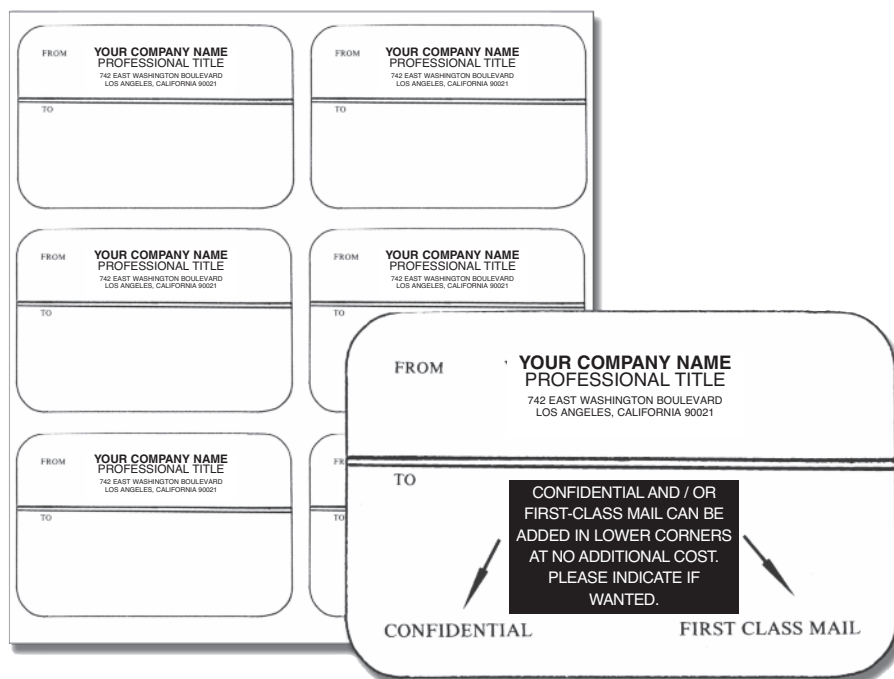 FROM
YOUR COMPANY NAME
PROFESSIONAL TITLE
742 EAST WASHINGTON BOULEVARD
LOS ANGELES, CALIFORNIA 90021
TO
FROM
YOUR COMPANY NAME
PROFESSIONAL TITLE
742 EAST WASHINGTON BOULEVARD
LOS ANGELES, CALIFORNIA 90021
TO
FROM
YOUR COMPANY NAME
PROFESSIONAL TITLE
742 EAST WASHINGTON BOULEVARD
LOS ANGELES, CALIFORNIA 90021
TO
FROM
YOUR COMPANY NAME
PROFESSIONAL TITLE
742 EAST WASHINGTON BOULEVARD
LOS ANGELES, CALIFORNIA 90021
TO
FROM
YOUR COMPANY NAME
PROFESSIONAL TITLE
742 EAST WASHINGTON BOULEVARD
LOS ANGELES, CALIFORNIA 90021
TO
FR
TO
FROM
YOUR COMPANY NAME
PROFESSIONAL TITLE
742 EAST WASHINGTON BOULEVARD
LOS ANGELES, CALIFORNIA 90021
TO
CONFIDENTIAL AND / OR
FIRST-CLASS MAIL CAN BE
ADDED IN LOWER CORNERS
AT NO ADDITIONAL COST.
PLEASE INDICATE IF
WANTED.
CONFIDENTIAL
FIRST CLASS MAIL